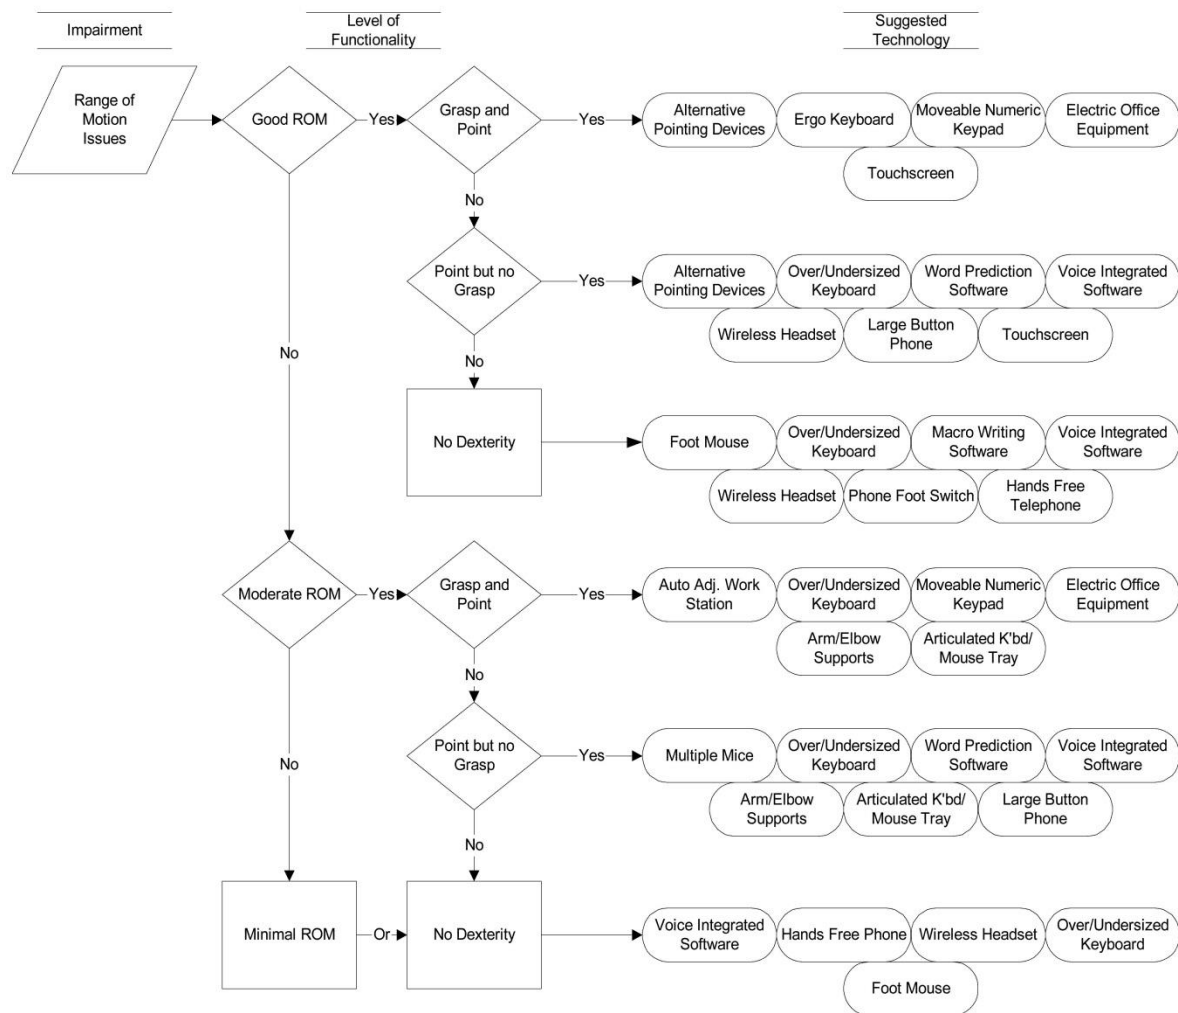 Impairment
Level of
Functionality
Suggested
Technology
Range of
Motion
Issues
Good ROM
Yes
Grasp and
Point
Yes
Alternative
Pointing Devices
Ergo Keyboard
Moveable Numeric
Keypad
Electric Office
Equipment
Touchscreen
No
Point but no
Grasp
Yes
Alternative
Pointing Devices
Over/Undersized
Keyboard
Word Prediction
Software
Voice Integrated
Software
Wireless Headset
Large Button
Phone
Touchscreen
No
No
No Dexterity
Foot Mouse
Over/Undersized
Keyboard
Macro Writing
Software
Voice Integrated
Software
Wireless Headset
Phone Foot Switch
Hands Free
Telephone
Moderate ROM
Yes
Grasp and
Point
Yes
Auto Adj. Work
Station
Over/Undersized
Keyboard
Moveable Numeric
Keypad
Electric Office
Equipment
Arm/Elbow
Supports
Articulated K'bd/
Mouse Tray
No
Point but no
Grasp
Yes
Multiple Mice
Over/Undersized
Keyboard
Word Prediction
Software
Voice Integrated
Software
Arm/Elbow
Supports
Articulated K'bd/
Mouse Tray
Large Button
Phone
No
No
Minimal ROM
Or
No Dexterity
Voice Integrated
Software
Hands Free Phone
Wireless Headset
Over/Undersized
Keyboard
Foot Mouse